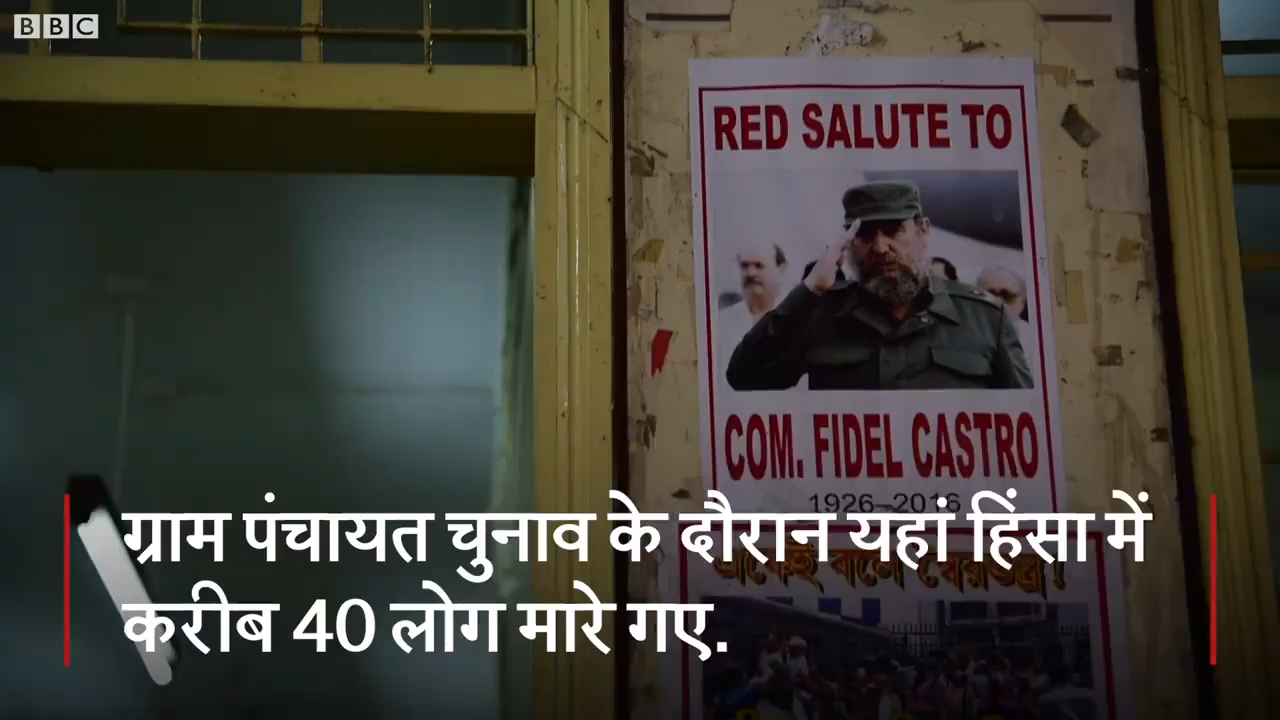 BBC
RED SALUTE TO
COM. FIDEL CASTRO
1926–2016
ग्राम पंचायत चुनाव के दौरान यहां हिंसा में
करीब 40 लोग मारे गए.